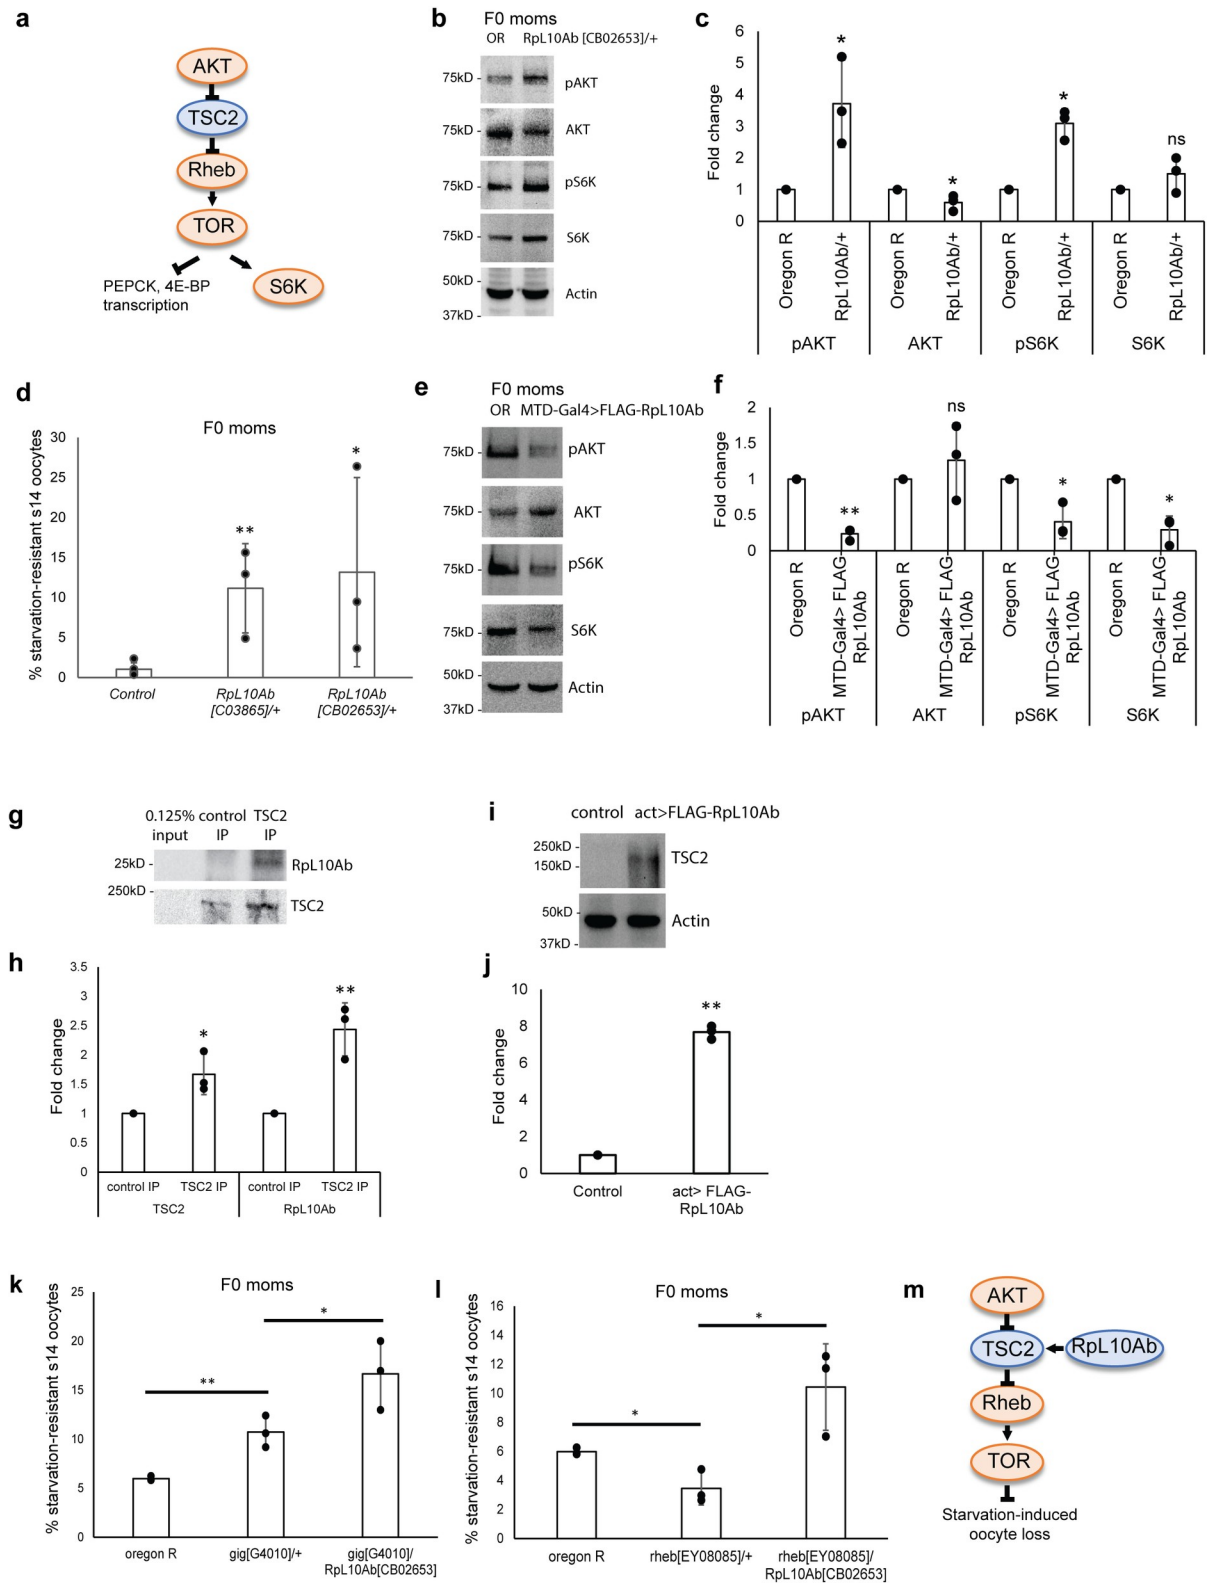 a
AKT
TSC2
Rheb
TOR
PEPCK, 4E-BP
transcription
S6K
b
F0 moms
OR RpL10Ab [CB02653]/+
75kD - pAKT
75kD - AKT
75kD - pS6K
75kD - S6K
50kD -
Actin
37kD -
c
Fold change
6
5
4
3
2
1
0
*
*
*
ns
Oregon R
RpL10Ab/+
Oregon R
RpL10Ab/+
Oregon R
RpL10Ab/+
Oregon R
RpL10Ab/+
pAKT AKT pS6K S6K
d
F0 moms
% starvation-resistant s14 oocytes
30
25
20
15
10
5
0
**
*
Control RpL10Ab RpL10Ab
[C03865]/+ [CB02653]/+
e
F0 moms
OR MTD-Gal4>FLAG-RpL10Ab
75kD - pAKT
75kD - AKT
75kD - pS6K
75kD - S6K
50kD -
Actin
37kD -
f
Fold change
2
1.5
1
0.5
0
**
ns
*
*
Oregon R
MTD-Gal4> FLAG
RpL10Ab
Oregon R
MTD-Gal4> FLAG
RpL10Ab
Oregon R
MTD-Gal4> FLAG
RpL10Ab
Oregon R
MTD-Gal4> FLAG
RpL10Ab
pAKT AKT pS6K S6K
g
0.125% control TSC2
input IP IP
25kD - RpL10Ab
250kD -
TSC2
h
Fold change
3.5
3
2.5
2
1.5
1
0.5
0
*
**
control IP TSC2 IP control IP TSC2 IP
TSC2 RpL10Ab
i
control act>FLAG-RpL10Ab
250kD -
150kD - TSC2
50kD -
Actin
37kD -
j
Fold change
10
8
6
4
2
0
**
Control act> FLAG-
RpL10Ab
k
F0 moms
% starvation-resistant s14 oocytes
25
20
15
10
5
0
**
*
oregon R gig[G4010]/+ gig[G4010]/
RpL10Ab[CB02653]
l
F0 moms
% starvation-resistant s14 oocytes
16
14
12
10
8
6
4
2
0
*
*
oregon R rheb[EY08085]/+ rheb[EY08085]/
RpL10Ab[CB02653]
m
AKT
TSC2 RpL10Ab
Rheb
TOR
Starvation-induced
oocyte loss